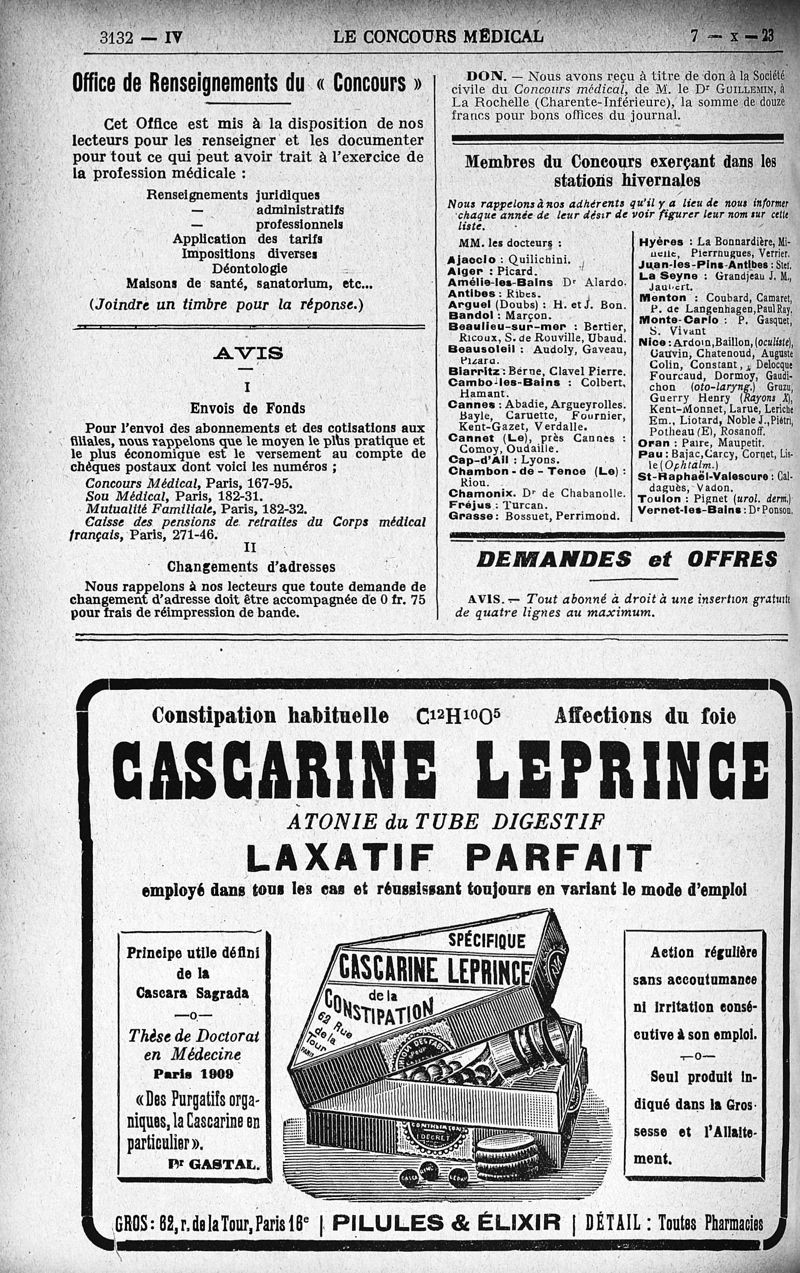 3132 — IV
LE CONCOURS MÉDICAL
7 — x — 23
Office de Renseignements du « Concours »
Cet Office est mis à la disposition de nos
lecteurs pour les renseigner et les documenter
pour tout ce qui peut avoir trait à l'exercice de
la profession médicale :
Renseignements juridiques
— administratifs
— professionnels
Application des tarifs
Impositions diverses
Déontologie
Maisons de santé, sanatorium, etc...
(Joindre un timbre pour la réponse.)
AVIS
I
Envois de Fonds
Pour l'envoi des abonnements et des cotisations aux
filiales, nous rappelons que le moyen le plus pratique et
le plus économique est le versement au compte de
chèques postaux dont voici les numéros ;
Concours Médical, Paris, 167-95.
Sou Médical, Paris, 182-31.
Mutualité Familiale, Paris, 182-32.
Caisse des pensions de retraites du Corps médical
français, Paris, 271-46.
II
Changements d'adresses
Nous rappelons à nos lecteurs que toute demande de
changement d'adresse doit être accompagnée de 0 fr. 75
pour frais de réimpression de bande.
DON. — Nous avons reçu à titre de don à la Société
civile du Concours médical, de M. le Dr GUILLEMIN, à
La Rochelle (Charente-Inférieure), la somme de douze
francs pour bons offices du journal.
Membres du Concours exerçant dans les
stations hivernales
Nous rappelons à nos adhérents qu'il y a lieu de nous informer
chaque année de leur désir de voir figurer leur nom sur cette
liste.
MM. les docteurs :
Ajaccio : Quilichini.
Alger : Picard.
Amélie-les-Bains Dr Alardo.
Antibes : Ribes.
Arguel (Doubs) : H. et J. Bon.
Bandol : Marçon.
Beaulieu-sur-mer : Bertier,
Ricoux, S. de Rouville, Ubaud.
Beausoleil : Audoly, Gaveau,
Pizard.
Biarritz : Bérne, Clavel Pierre.
Cambo-les-Bains : Colbert,
Hamant.
Cannes : Abadie, Argueyrolles.
Bayle, Caruette, Fournier,
Kent-Gazet, Verdalle.
Cannet (Le), près Cannes :
Comoy, Oudaille.
Cap-d'Ail : Lyons.
Chambon-de-Tence (Le) :
Riou.
Chamonix. Dr de Chabanolle.
Fréjus : Turcan.
Grasse : Bossuet, Perrimond.
Hyères : La Bonnardière, Mi-
Pierrhugues, Verrier.
Juan-les-Pins-Antibes : Stef.
La Seyne : Grandjeau J. M.,
Jaubert.
Menton : Coubard, Camaret,
P. de Langenhagen, Paul Ray.
Monte-Carlo : P. Gasquet,
S. Vivant
Nice : Ardoin, Baillon, (oculiste),
Gauvin, Chatenoud, Auguste
Colin, Constant, Delocque
Fourcaud, Dormoy, Gaudi-
chon (oto-laryng.) Gruzu,
Guerry Henry (Rayons X),
Kent-Monnet, Larue, Leriche
Em., Liotard, Noble J., Piétri,
Potheau (E), Rosanoff.
Oran : Paire, Maupetit.
Pau : Bajac, Carcy, Cornet, Lis-
le (Ophtalm.)
St-Raphaël-Valescure : Cal-
daguès, Vadon.
Toulon : Pignet (urol. derm.)
Vernet-les-Bains : Dr Ponson.
DEMANDES et OFFRES
AVIS. — Tout abonné à droit à une insertion gratuite
de quatre lignes au maximum.
Constipation habituelle C¹²H¹⁰O⁵ Affections du foie
CASCARINE LEPRINCE
ATONIE du TUBE DIGESTIF
LAXATIF PARFAIT
employé dans tous les cas et réussissant toujours en variant le mode d'emploi
Principe utile défini
de la
Cascara Sagrada
—o—
Thèse de Doctorat
en Médecine
Paris 1909
«Des Purgatifs orga-
niques, la Cascarine en
particulier».
Dr GASTAL.
SPÉCIFIQUE
CASCARINE LEPRINCE
de la
CONSTIPATION
62 Rue
de la
Tour
PARIS
Action régulière
sans accoutumance
ni irritation consé-
cutive à son emploi.
—o—
Seul produit in-
diqué dans la Gros-
sesse et l'Allaite-
ment.
GROS : 62, r. de la Tour, Paris 16e | PILULES & ÉLIXIR | DÉTAIL : Toutes Pharmacies